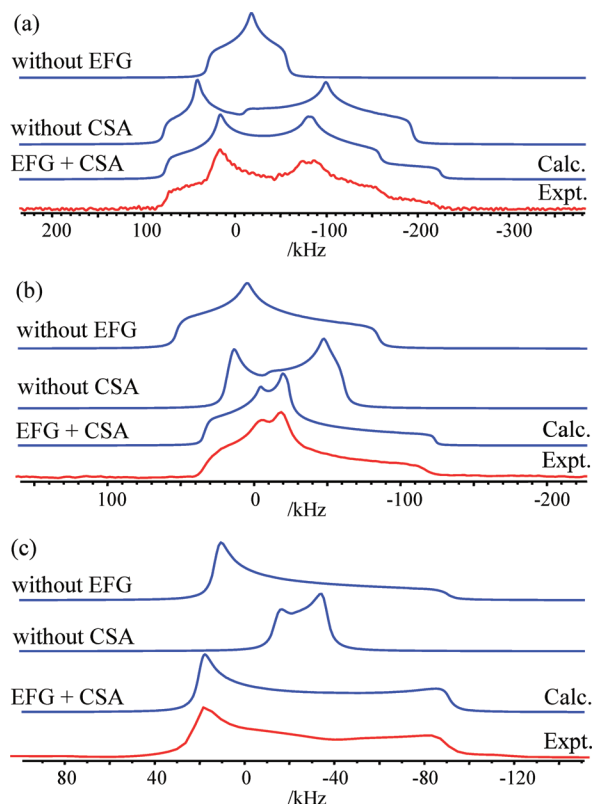 (a)
without EFG
without CSA
EFG + CSA
Calc.
Expt.
200 100 0 -100 -200 -300
/kHz
(b)
without EFG
without CSA
EFG + CSA
Calc.
Expt.
100 0 -100 -200
/kHz
(c)
without EFG
without CSA
EFG + CSA
Calc.
Expt.
80 40 0 -40 -80 -120
/kHz